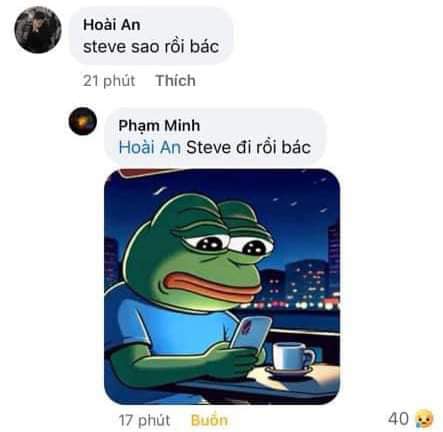 Hoài An
steve sao rồi bác
21 phút Thích
Phạm Minh
Hoài An Steve đi rồi bác
17 phút Buồn
40